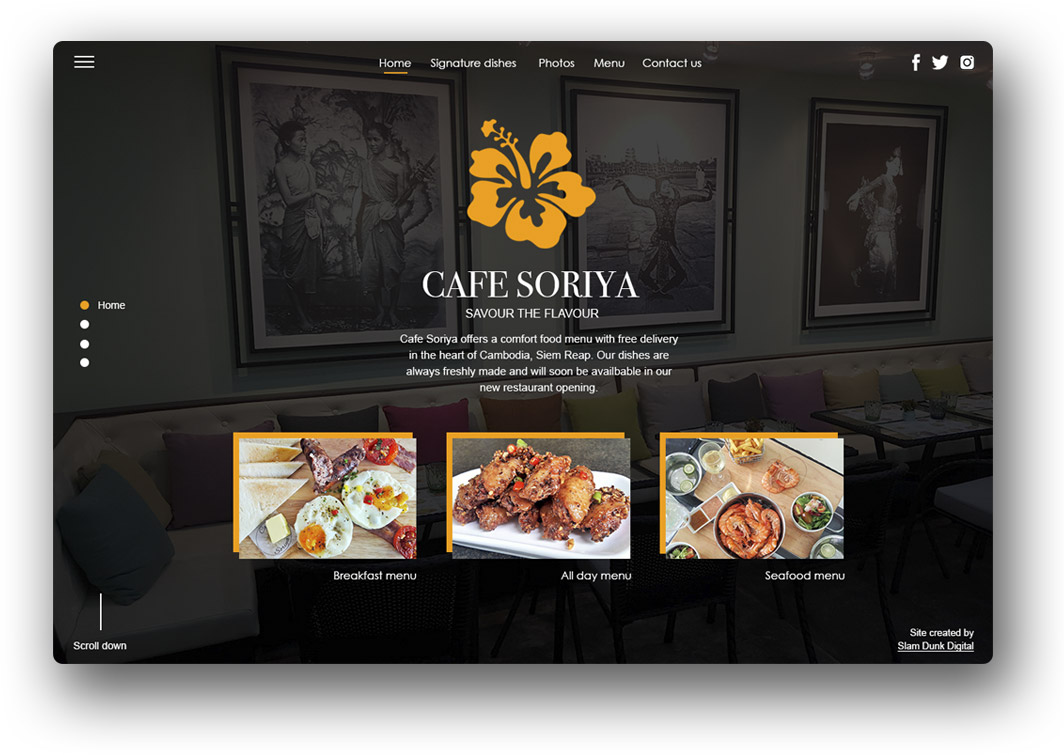 Home Signature dishes Photos Menu Contact us
CAFE SORIYA
SAVOUR THE FLAVOUR
Cafe Soriya offers a comfort food menu with free delivery
in the heart of Cambodia, Siem Reap. Our dishes are
always freshly made and will soon be availbable in our
new restaurant opening.
Home
Breakfast menu All day menu Seafood menu
Scroll down
Site created by
Slam Dunk Digital